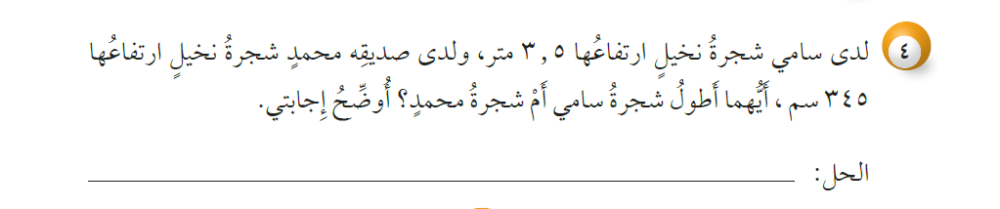 ٤ لدى سامي شجرةُ نخيلٍ ارتفاعُها ٣,٥ متر، ولدى صديقِه محمدٍ شجرةُ نخيلٍ ارتفاعُها
٣٤٥ سم ، أَيُّهما أَطولُ شجرةُ سامي أَمْ شجرةُ محمدٍ؟ أُوضِّحُ إِجابتي.
الحل: